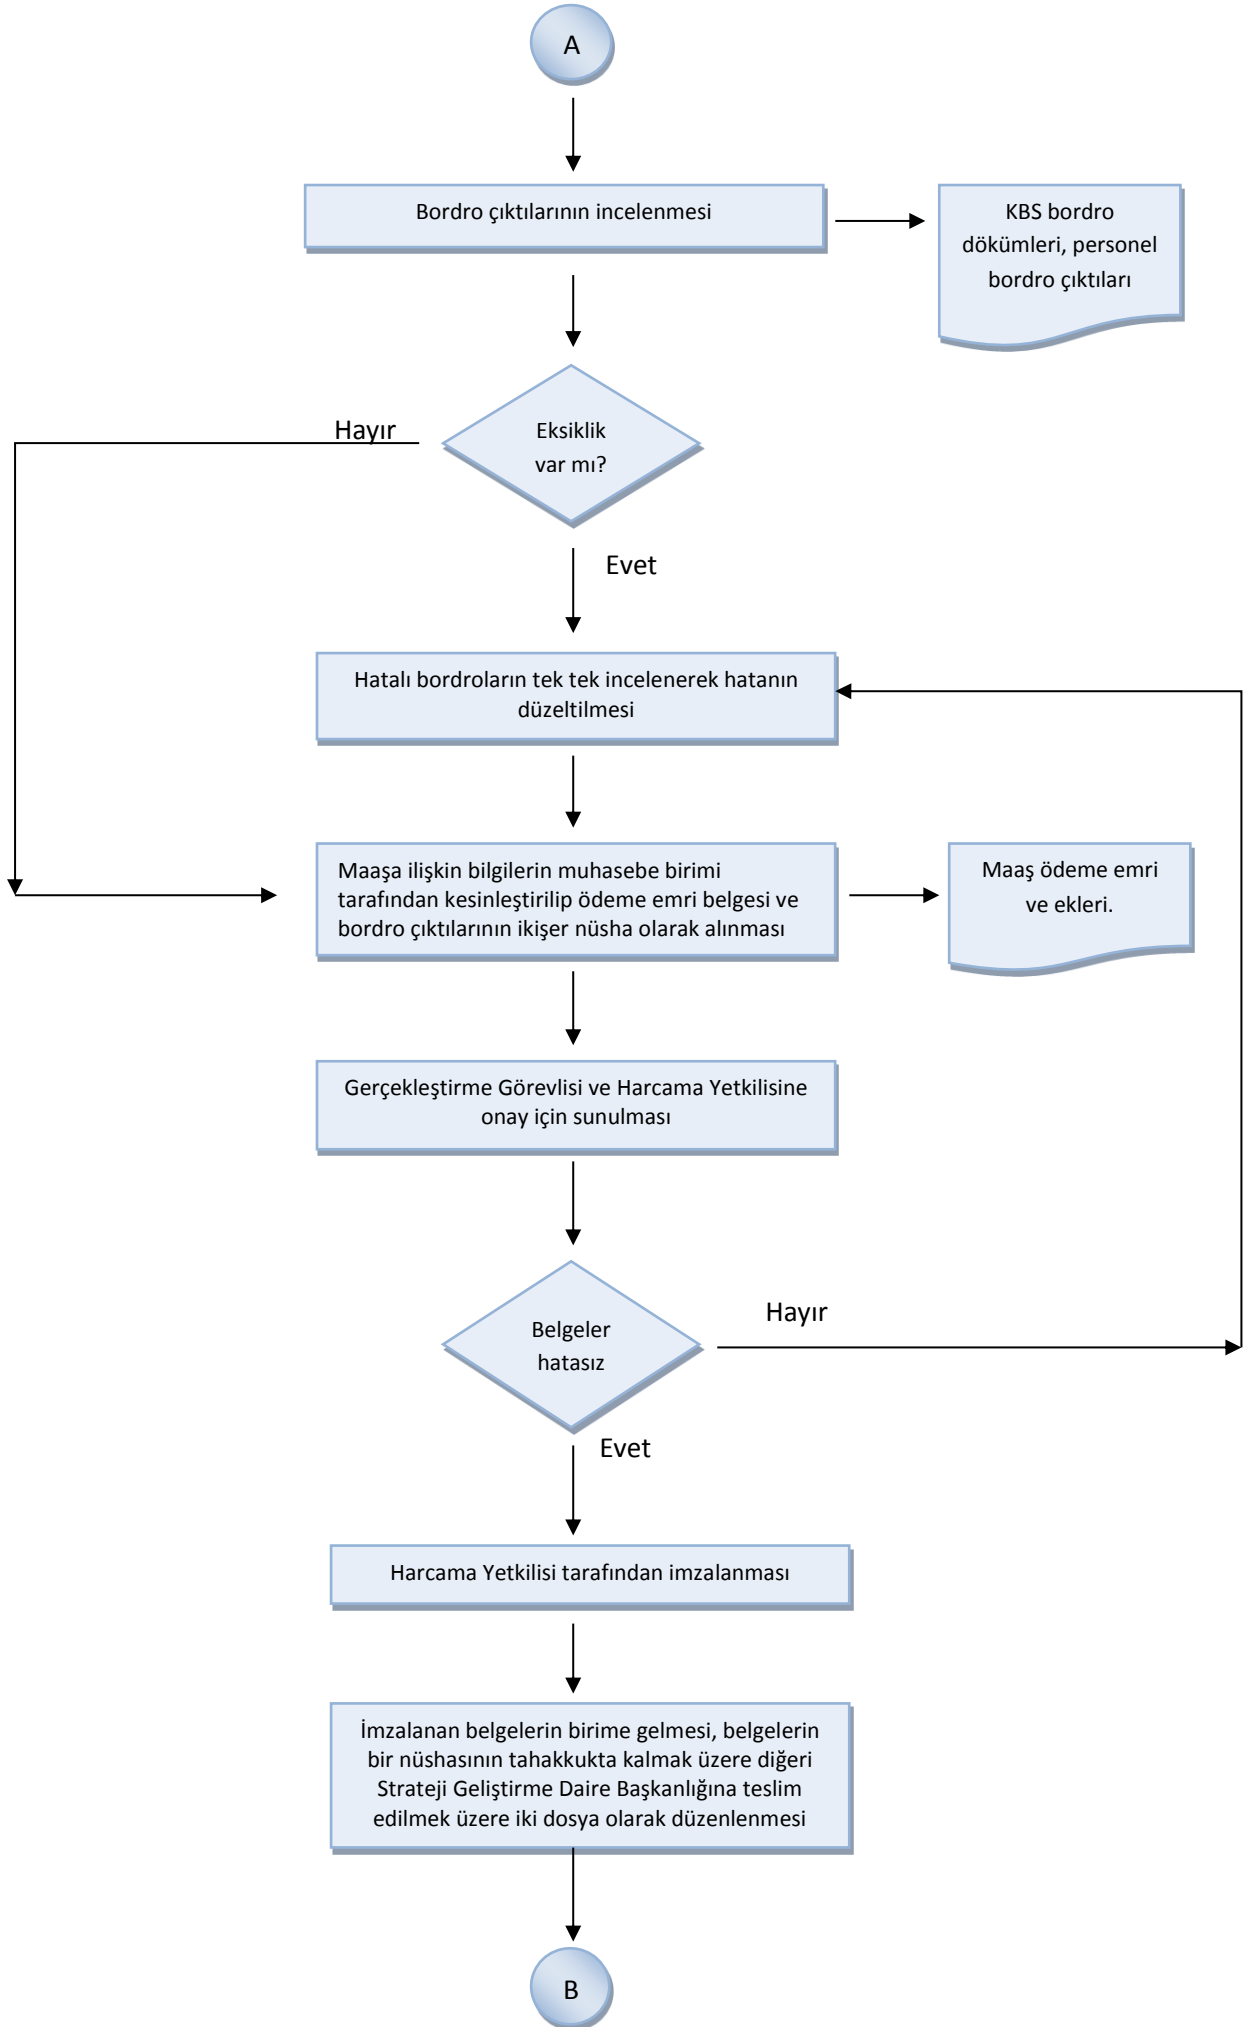 A
Bordro çıktılarının incelenmesi
KBS bordro
dökümleri, personel
bordro çıktıları
Hayır
Eksiklik
var mı?
Evet
Hatalı bordroların tek tek incelenerek hatanın
düzeltilmesi
Maaşa ilişkin bilgilerin muhasebe birimi
tarafından kesinleştirilip ödeme emri belgesi ve
bordro çıktılarının ikişer nüsha olarak alınması
Maaş ödeme emri
ve ekleri.
Gerçekleştirme Görevlisi ve Harcama Yetkilisine
onay için sunulması
Belgeler
hatasız
Hayır
Evet
Harcama Yetkilisi tarafından imzalanması
İmzalanan belgelerin birime gelmesi, belgelerin
bir nüshasının tahakkukta kalmak üzere diğeri
Strateji Geliştirme Daire Başkanlığına teslim
edilmek üzere iki dosya olarak düzenlenmesi
B